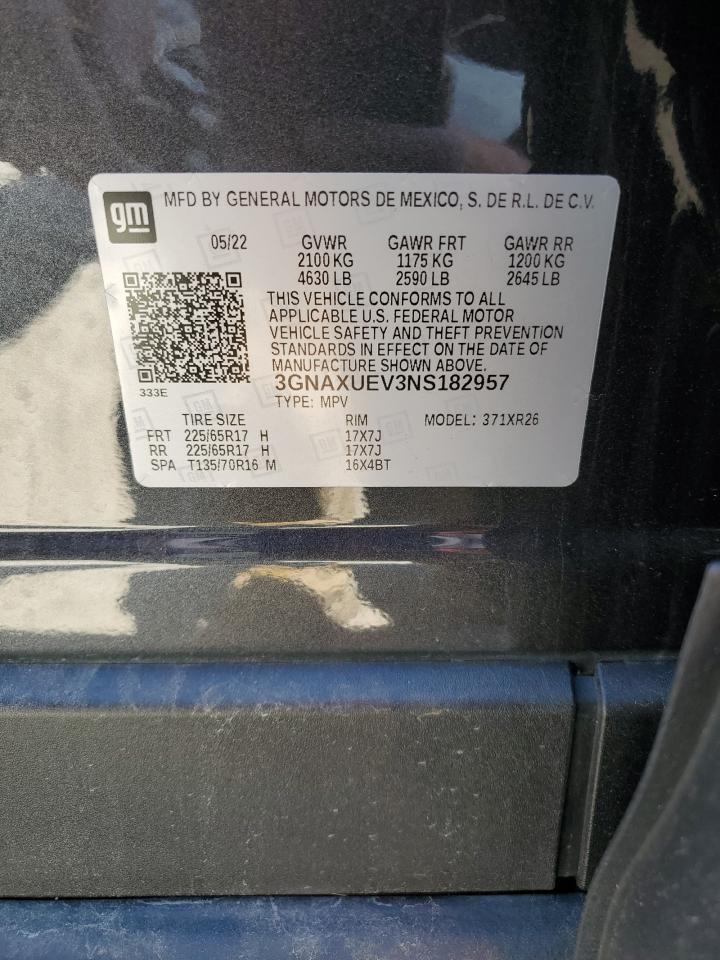 gm MFD BY GENERAL MOTORS DE MEXICO, S. DE R.L. DE C.V.
05/22 GVWR GAWR FRT GAWR RR
2100 KG 1175 KG 1200 KG
4630 LB 2590 LB 2645 LB
THIS VEHICLE CONFORMS TO ALL
APPLICABLE U.S. FEDERAL MOTOR
VEHICLE SAFETY AND THEFT PREVENTION
STANDARDS IN EFFECT ON THE DATE OF
MANUFACTURE SHOWN ABOVE.
3GNAXUEV3NS182957
333E TYPE: MPV
TIRE SIZE RIM MODEL: 371XR26
FRT 225/65R17 H 17X7J
RR 225/65R17 H 17X7J
SPA T135/70R16 M 16X4BT